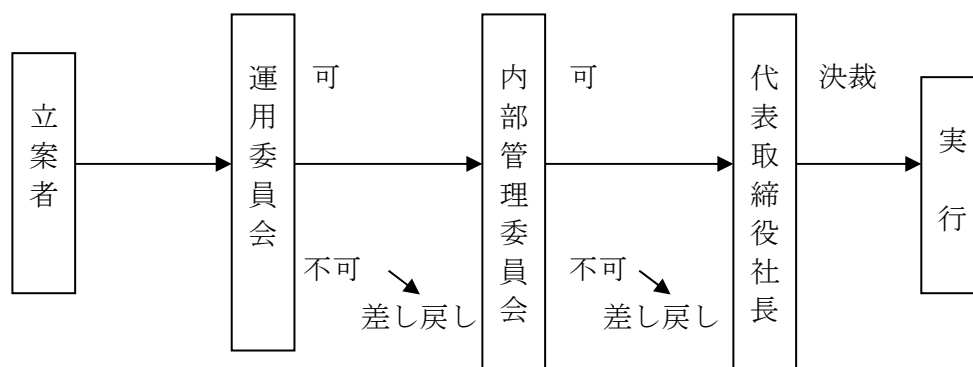 立案者
運用委員会
可
不可
差し戻し
内部管理委員会
可
不可
差し戻し
代表取締役社長
決裁
実行